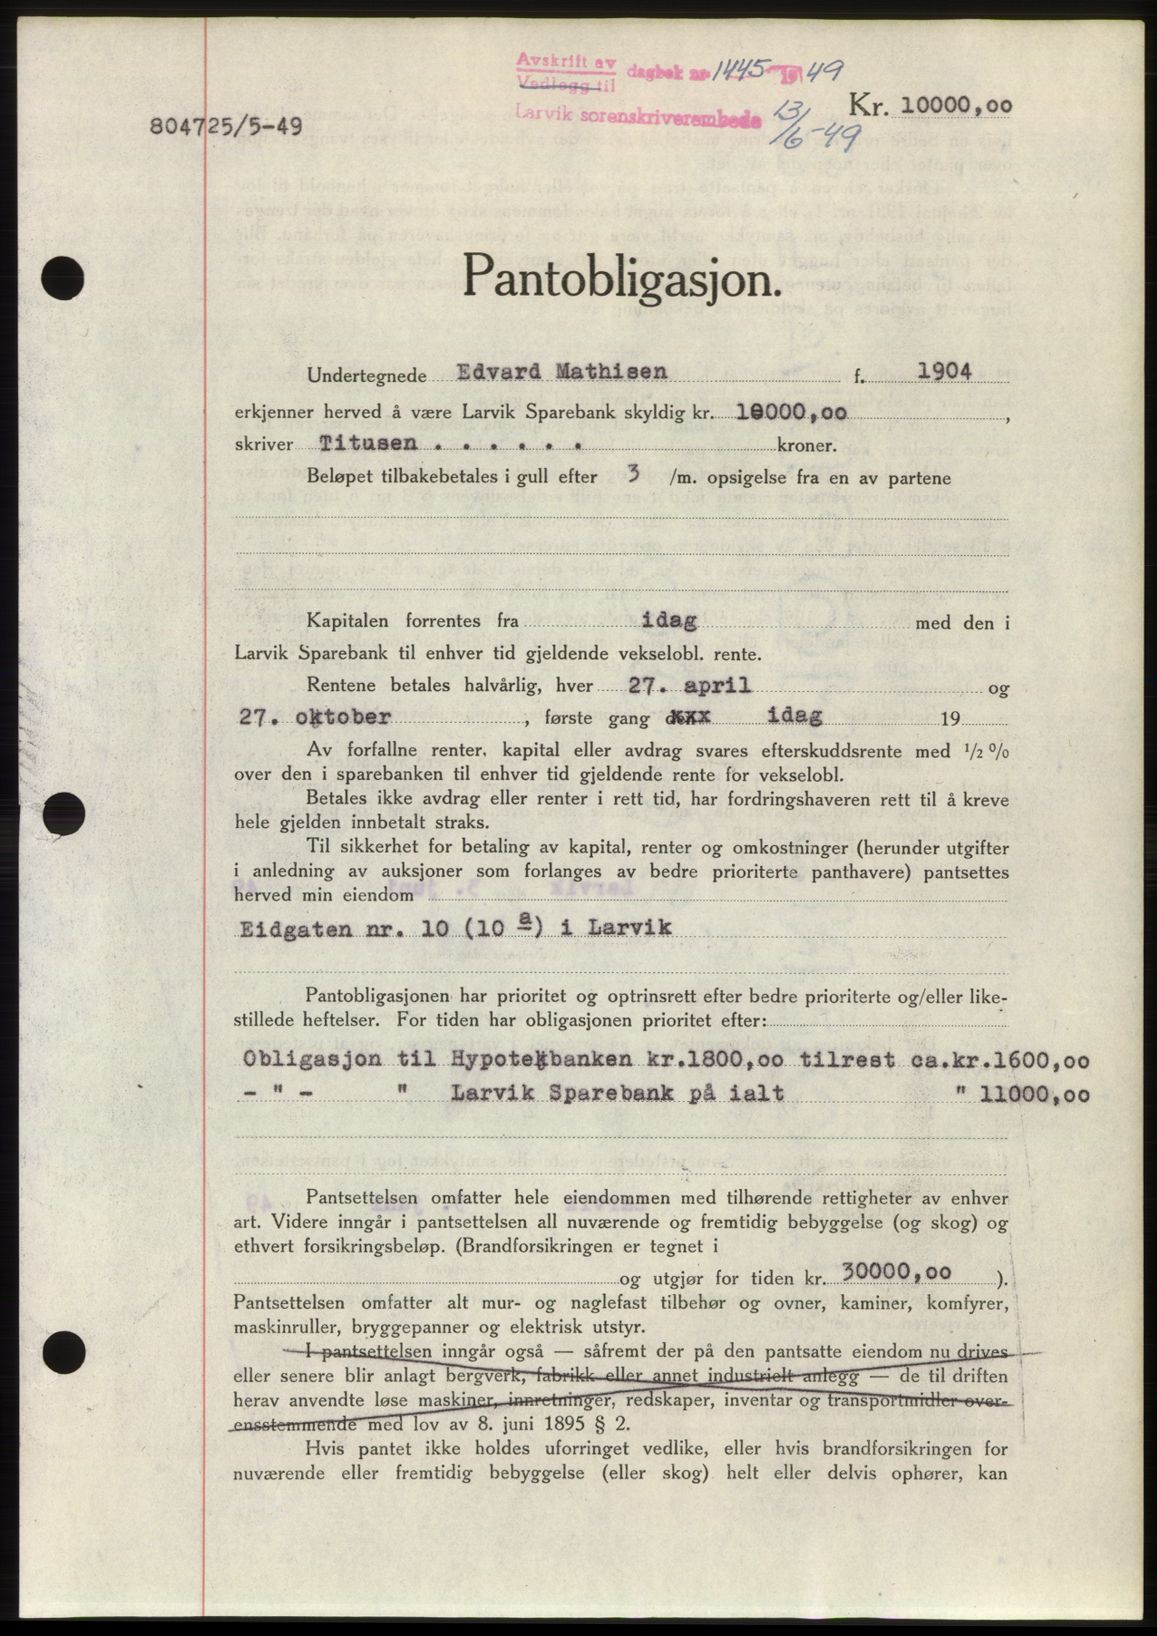 Avskrift av
Vedlegg til dagbok nr 1445 1949
Larvik sorenskriverembede 13/6-49
Kr. 10000,00
804725/5-49
Pantobligasjon.
Undertegnede Edvard Mathisen f. 1904
erkjenner herved å være Larvik Sparebank skyldig kr. 10000,00,
skriver Titusen . . . . . . kroner.
Beløpet tilbakebetales i gull efter 3 /m. opsigelse fra en av partene
Kapitalen forrentes fra idag med den i
Larvik Sparebank til enhver tid gjeldende vekselobl. rente.
Rentene betales halvårlig, hver 27. april og
27. oktober, første gang den xxx idag 19
Av forfallne renter, kapital eller avdrag svares efterskuddsrente med 1/2 %
over den i sparebanken til enhver tid gjeldende rente for vekselobl.
Betales ikke avdrag eller renter i rett tid, har fordringshaveren rett til å kreve
hele gjelden innbetalt straks.
Til sikkerhet for betaling av kapital, renter og omkostninger (herunder utgifter
i anledning av auksjoner som forlanges av bedre prioriterte panthavere) pantsettes
herved min eiendom
Eidgaten nr. 10 (10 a) i Larvik
Pantobligasjonen har prioritet og optrinsrett efter bedre prioriterte og/eller like-
stillede heftelser. For tiden har obligasjonen prioritet efter:
Obligasjon til Hypotekbanken kr.1800,00 tilrest ca.kr.1600,00
- " - " Larvik Sparebank på ialt " 11000,00
Pantsettelsen omfatter hele eiendommen med tilhørende rettigheter av enhver
art. Videre inngår i pantsettelsen all nuværende og fremtidig bebyggelse (og skog) og
ethvert forsikringsbeløp. (Brandforsikringen er tegnet i
og utgjør for tiden kr. 30000,00 ).
Pantsettelsen omfatter alt mur- og naglefast tilbehør og ovner, kaminer, komfyrer,
maskinruller, bryggepanner og elektrisk utstyr.
I pantsettelsen inngår også — såfremt der på den pantsatte eiendom nu drives
eller senere blir anlagt bergverk, fabrikk eller annet industrielt anlegg — de til driften
herav anvendte løse maskiner, innretninger, redskaper, inventar og transportmidler over-
ensstemmende med lov av 8. juni 1895 § 2.
Hvis pantet ikke holdes uforringet vedlike, eller hvis brandforsikringen for
nuværende eller fremtidig bebyggelse (eller skog) helt eller delvis ophører, kan